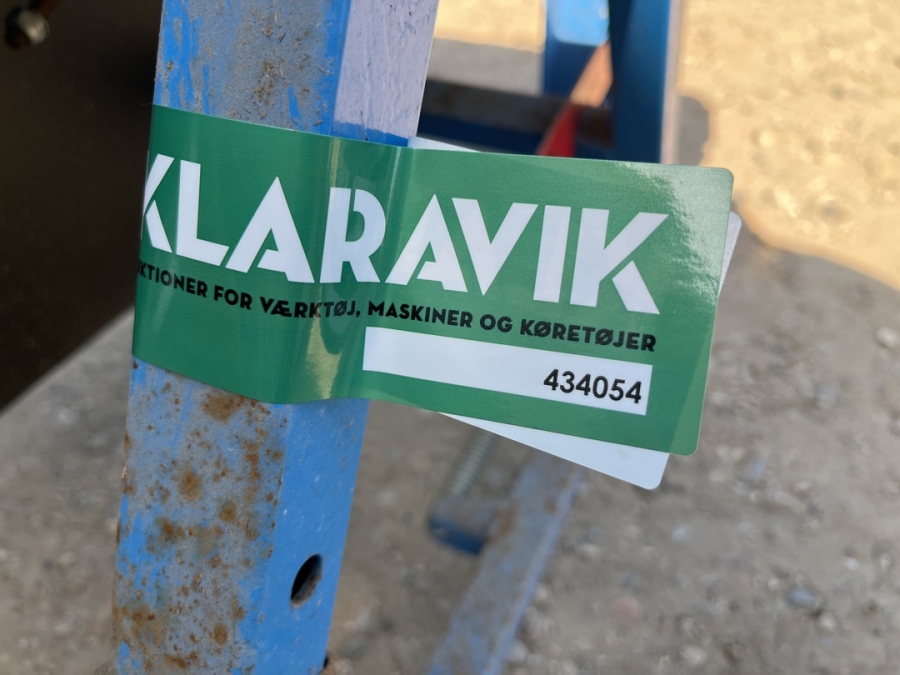 KLARAVIK
KTIONER FOR VÆRKTØJ, MASKINER OG KØRETØJER
434054